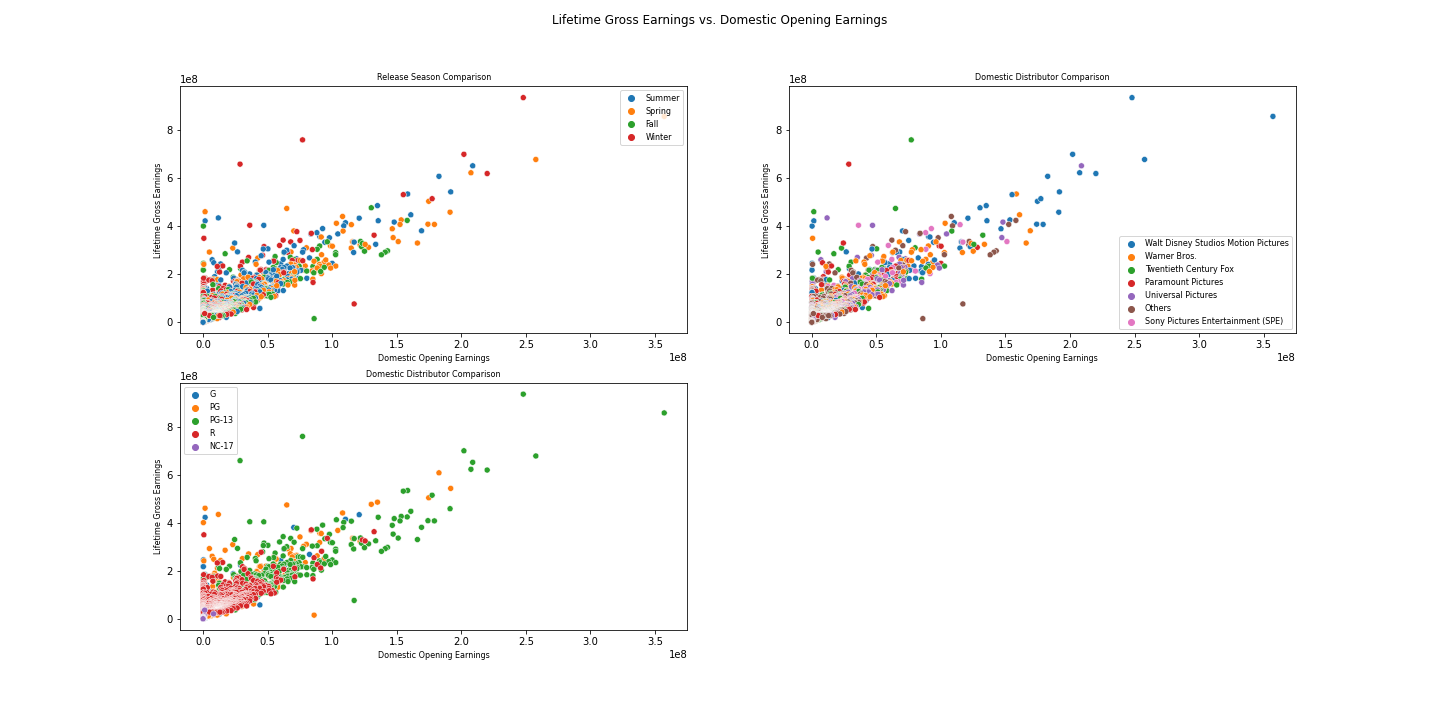 Lifetime Gross Earnings vs. Domestic Opening Earnings
Release Season Comparison
1e8
Lifetime Gross Earnings
8
6
4
2
0
Summer
Spring
Fall
Winter
0.0 0.5 1.0 1.5 2.0 2.5 3.0 3.5
1e8
Domestic Opening Earnings
Domestic Distributor Comparison
1e8
Lifetime Gross Earnings
8
6
4
2
0
Walt Disney Studios Motion Pictures
Warner Bros.
Twentieth Century Fox
Paramount Pictures
Universal Pictures
Others
Sony Pictures Entertainment (SPE)
0.0 0.5 1.0 1.5 2.0 2.5 3.0 3.5
1e8
Domestic Opening Earnings
Domestic Distributor Comparison
1e8
Lifetime Gross Earnings
8
6
4
2
0
G
PG
PG-13
R
NC-17
0.0 0.5 1.0 1.5 2.0 2.5 3.0 3.5
1e8
Domestic Opening Earnings